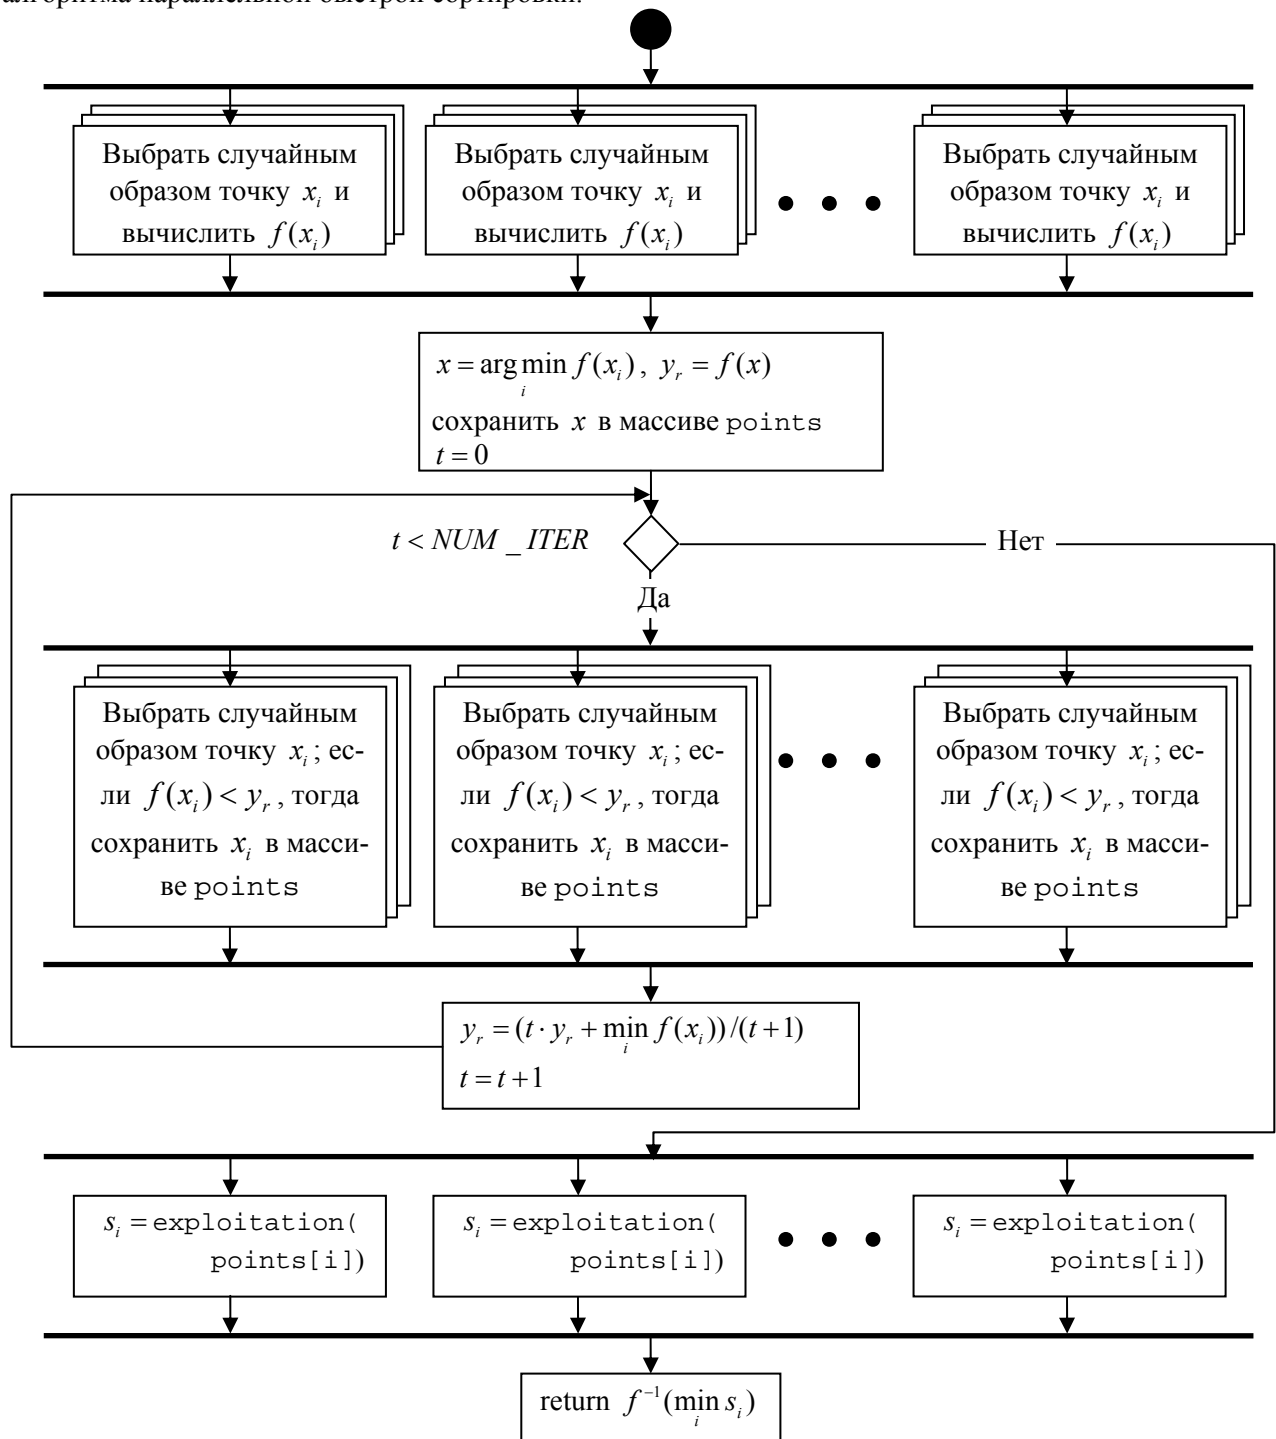 алгоритма параллельной быстрой сортировки.
Выбрать случайным
образом точку x_i и
вычислить f(x_i)
Выбрать случайным
образом точку x_i и
вычислить f(x_i)
Выбрать случайным
образом точку x_i и
вычислить f(x_i)
x = arg min_i f(x_i), y_r = f(x)
сохранить x в массиве points
t = 0
t < NUM _ ITER
Нет
Да
Выбрать случайным
образом точку x_i; ес-
ли f(x_i) < y_r, тогда
сохранить x_i в масси-
ве points
Выбрать случайным
образом точку x_i; ес-
ли f(x_i) < y_r, тогда
сохранить x_i в масси-
ве points
Выбрать случайным
образом точку x_i; ес-
ли f(x_i) < y_r, тогда
сохранить x_i в масси-
ве points
y_r = (t · y_r + min_i f(x_i))/(t+1)
t = t+1
s_i = exploitation(
points[i])
s_i = exploitation(
points[i])
s_i = exploitation(
points[i])
return f^{-1}(min_i s_i)